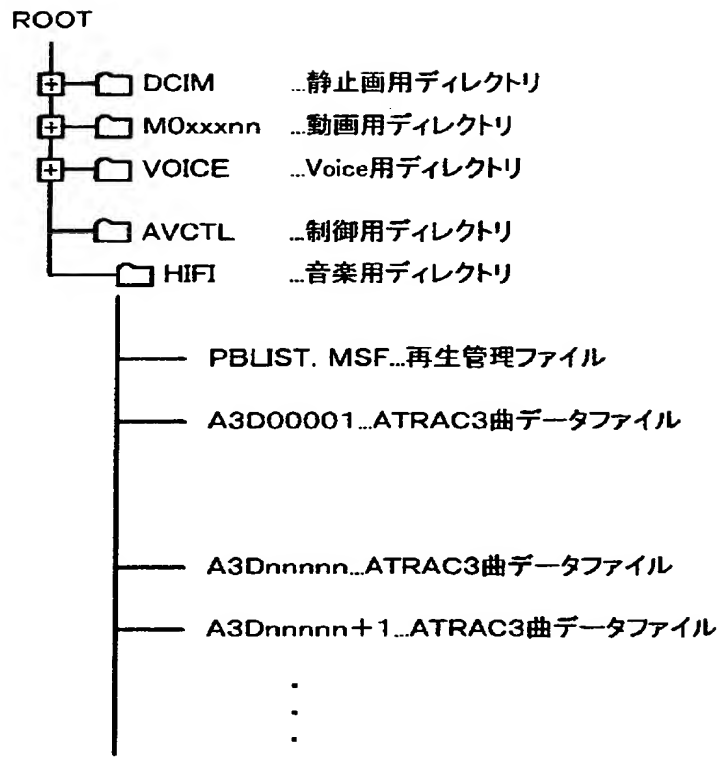 ROOT
DCIM ...静止画用ディレクトリ
M0xxxnn ...動画用ディレクトリ
VOICE ...Voice用ディレクトリ
AVCTL ...制御用ディレクトリ
HIFI ...音楽用ディレクトリ
PBLIST. MSF...再生管理ファイル
A3D00001...ATRAC3曲データファイル
A3Dnnnnn...ATRAC3曲データファイル
A3Dnnnnn+1...ATRAC3曲データファイル